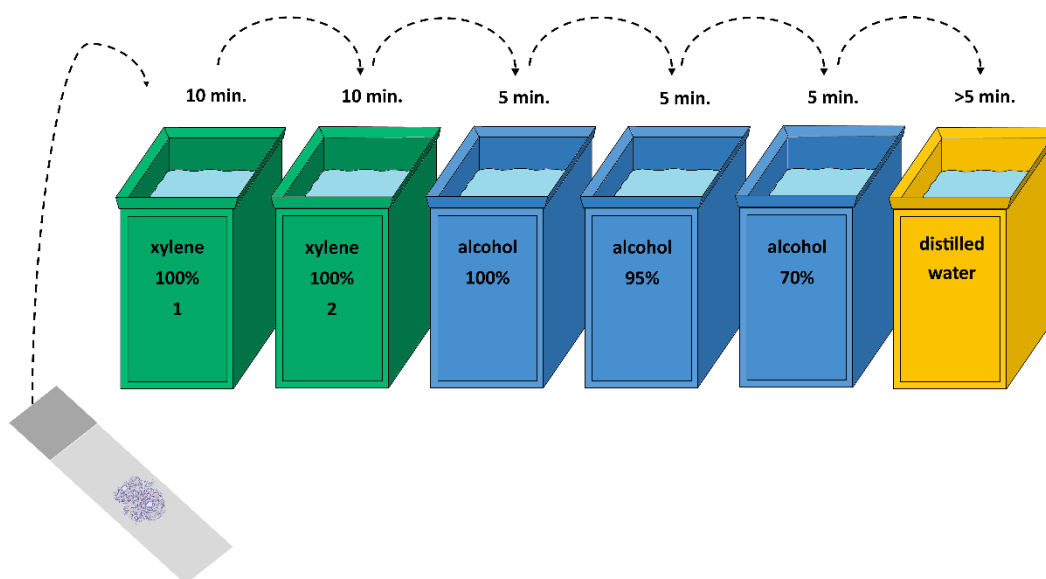 10 min.
10 min.
5 min.
5 min.
5 min.
>5 min.
xylene
100%
1
xylene
100%
2
alcohol
100%
alcohol
95%
alcohol
70%
distilled
water